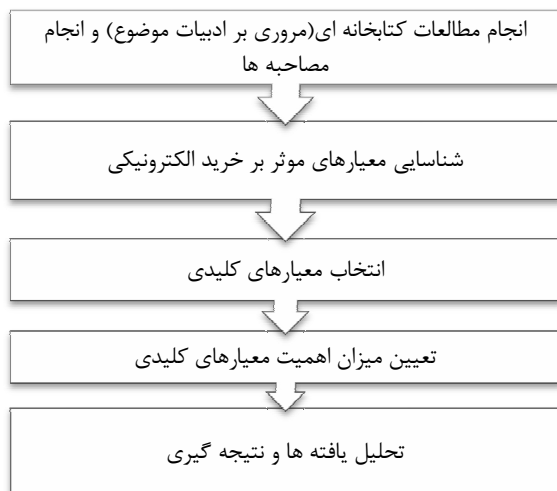 انجام مطالعات کتابخانه ای(مروری بر ادبیات موضوع) و انجام
مصاحبه ها
شناسایی معیارهای موثر بر خرید الکترونیکی
انتخاب معیارهای کلیدی
تعیین میزان اهمیت معیارهای کلیدی
تحلیل یافته ها و نتیجه گیری